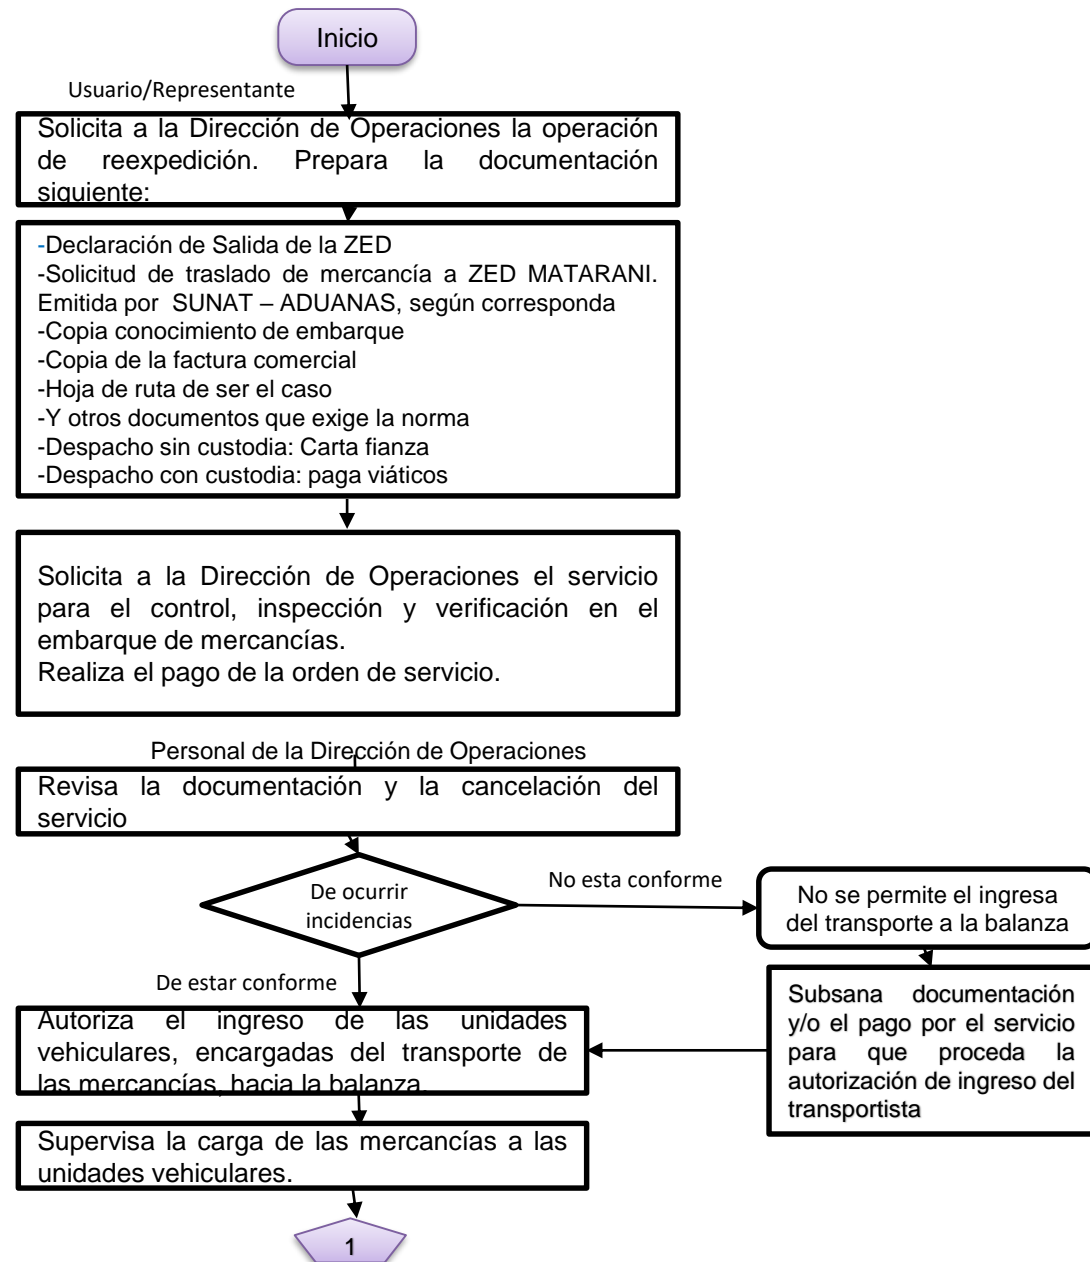 Inicio
Usuario/Representante
Solicita a la Dirección de Operaciones la operación
de reexpedición. Prepara la documentación
siguiente:
-Declaración de Salida de la ZED
-Solicitud de traslado de mercancía a ZED MATARANI.
Emitida por SUNAT – ADUANAS, según corresponda
-Copia conocimiento de embarque
-Copia de la factura comercial
-Hoja de ruta de ser el caso
-Y otros documentos que exige la norma
-Despacho sin custodia: Carta fianza
-Despacho con custodia: paga viáticos
Solicita a la Dirección de Operaciones el servicio
para el control, inspección y verificación en el
embarque de mercancías.
Realiza el pago de la orden de servicio.
Personal de la Dirección de Operaciones
Revisa la documentación y la cancelación del
servicio
De ocurrir
incidencias
No esta conforme
No se permite el ingresa
del transporte a la balanza
Subsana documentación
y/o el pago por el servicio
para que proceda la
autorización de ingreso del
transportista
De estar conforme
Autoriza el ingreso de las unidades
vehiculares, encargadas del transporte de
las mercancías, hacia la balanza.
Supervisa la carga de las mercancías a las
unidades vehiculares.
1